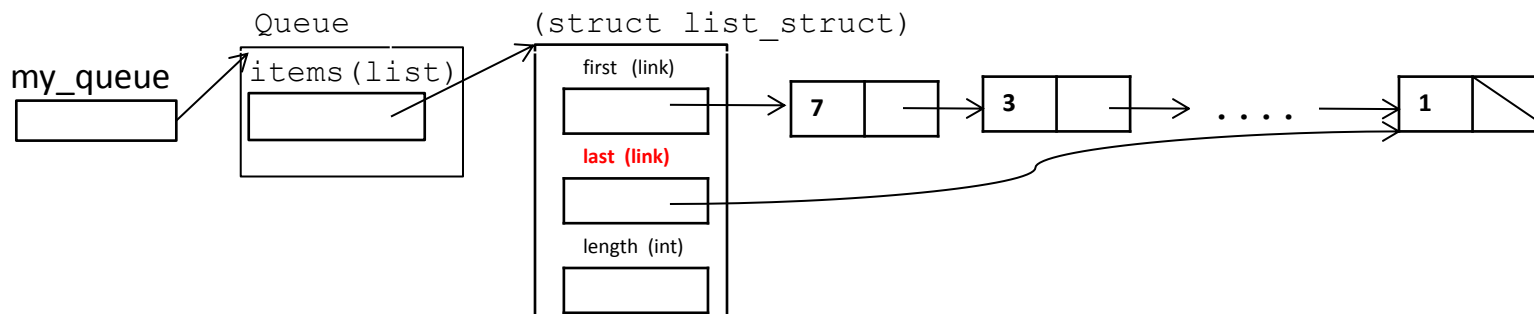 Queue
(struct list_struct)
my_queue
items(list)
first (link)
7
3
. . . .
1
last (link)
length (int)